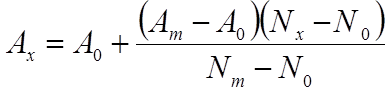 A_x = A_0 + \frac{(A_m - A_0)(N_x - N_0)}{N_m - N_0}